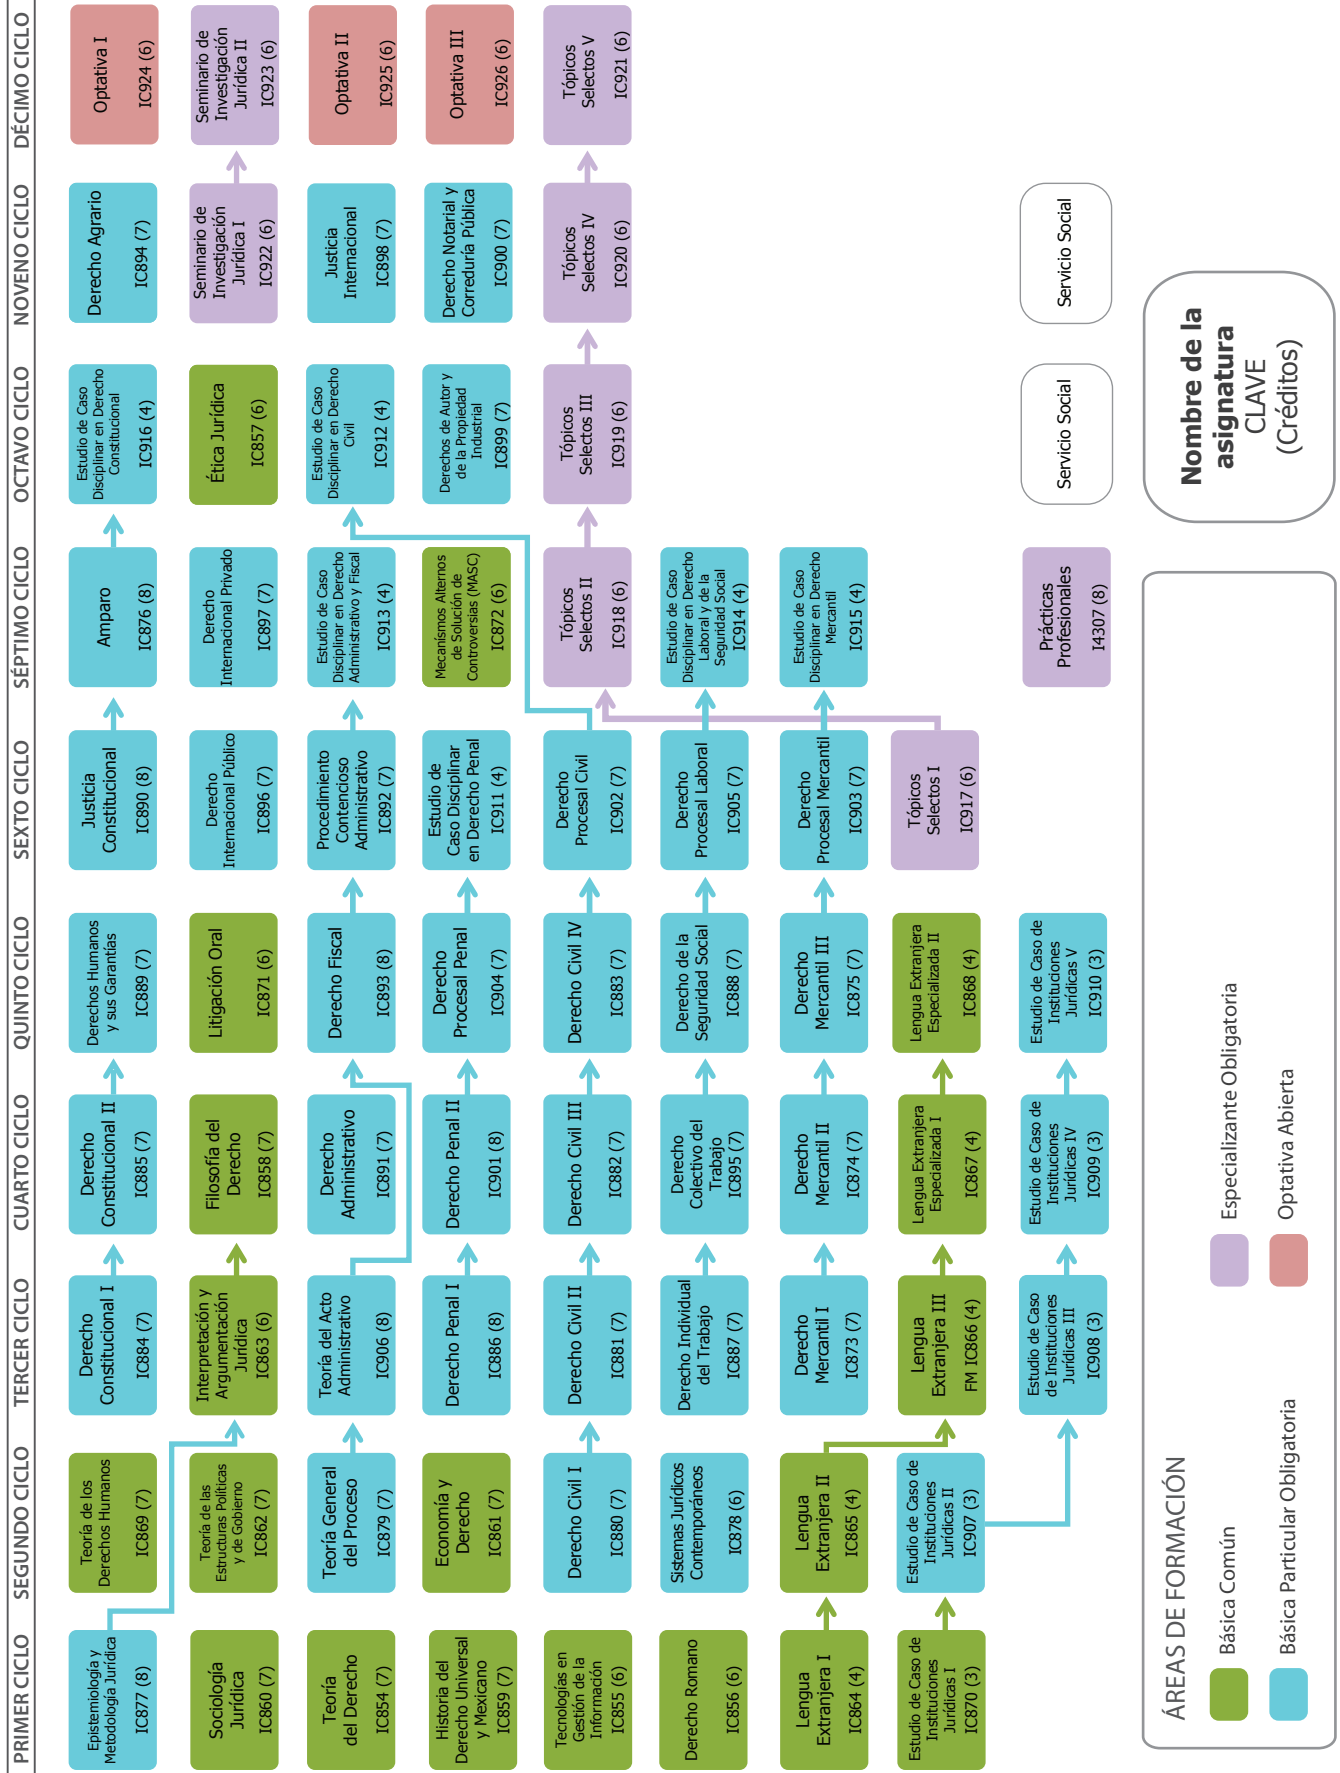 PRIMER CICLO
Epistemiología y
Metodología Jurídica
IC877 (8)
Sociología
Jurídica
IC860 (7)
Teoría
del Derecho
IC854 (7)
Historia del
Derecho Universal
y Mexicano
IC859 (7)
Tecnologías en
Gestión de la
Información
IC855 (6)
Derecho Romano
IC856 (6)
Lengua
Extranjera I
IC864 (4)
Estudio de Caso de
Instituciones
Jurídicas I
IC870 (3)
SEGUNDO CICLO
Teoría de los
Derechos Humanos
IC869 (7)
Teoría de las
Estructuras Políticas
y de Gobierno
IC862 (7)
Teoría General
del Proceso
IC879 (7)
Economía y
Derecho
IC861 (7)
Derecho Civil I
IC880 (7)
Sistemas Jurídicos
Contemporáneos
IC878 (6)
Lengua
Extranjera II
IC865 (4)
Estudio de Caso de
Instituciones
Jurídicas II
IC907 (3)
TERCER CICLO
Derecho
Constitucional I
IC884 (7)
Interpretación y
Argumentación
Jurídica
IC863 (6)
Teoría del Acto
Administrativo
IC906 (8)
Derecho Penal I
IC886 (8)
Derecho Civil II
IC881 (7)
Derecho Individual
del Trabajo
IC887 (7)
Derecho
Mercantil I
IC873 (7)
Lengua
Extranjera III
FM IC866 (4)
Estudio de Caso
de Instituciones
Jurídicas III
IC908 (3)
CUARTO CICLO
Derecho
Constitucional II
IC885 (7)
Filosofía del
Derecho
IC858 (7)
Derecho
Administrativo
IC891 (7)
Derecho Penal II
IC901 (8)
Derecho Civil III
IC882 (7)
Derecho
Colectivo del
Trabajo
IC895 (7)
Derecho
Mercantil II
IC874 (7)
Lengua Extranjera
Especializada I
IC867 (4)
Estudio de Caso de
Instituciones
Jurídicas IV
IC909 (3)
QUINTO CICLO
Derechos Humanos
y sus Garantías
IC889 (7)
Litigación Oral
IC871 (6)
Derecho Fiscal
IC893 (8)
Derecho
Procesal Penal
IC904 (7)
Derecho Civil IV
IC883 (7)
Derecho de la
Seguridad Social
IC888 (7)
Derecho
Mercantil III
IC875 (7)
Lengua Extranjera
Especializada II
IC868 (4)
Estudio de Caso de
Instituciones
Jurídicas V
IC910 (3)
SEXTO CICLO
Justicia
Constitucional
IC890 (8)
Derecho
Internacional Público
IC896 (7)
Procedimiento
Contencioso
Administrativo
IC892 (7)
Estudio de
Caso Disciplinar
en Derecho Penal
IC911 (4)
Derecho
Procesal Civil
IC902 (7)
Derecho
Procesal Laboral
IC905 (7)
Derecho
Procesal Mercantil
IC903 (7)
Tópicos
Selectos I
IC917 (6)
SÉPTIMO CICLO
Amparo
IC876 (8)
Derecho
Internacional Privado
IC897 (7)
Estudio de Caso
Disciplinar en Derecho
Administrativo y Fiscal
IC913 (4)
Mecanísmos Alternos
de Solución de
Controversias (MASC)
IC872 (6)
Tópicos
Selectos II
IC918 (6)
Estudio de Caso
Disciplinar en Derecho
Laboral y de la
Seguridad Social
IC914 (4)
Estudio de Caso
Disciplinar en Derecho
Mercantil
IC915 (4)
Prácticas
Profesionales
I4307 (8)
OCTAVO CICLO
Estudio de Caso
Disciplinar en Derecho
Constitucional
IC916 (4)
Ética Jurídica
IC857 (6)
Estudio de Caso
Disciplinar en Derecho
Civil
IC912 (4)
Derechos de Autor y
de la Propiedad
Industrial
IC899 (7)
Tópicos
Selectos III
IC919 (6)
Servicio Social
NOVENO CICLO
Derecho Agrario
IC894 (7)
Seminario de
Investigación
Jurídica I
IC922 (6)
Justicia
Internacional
IC898 (7)
Derecho Notarial y
Correduría Pública
IC900 (7)
Tópicos
Selectos IV
IC920 (6)
Servicio Social
DÉCIMO CICLO
Optativa I
IC924 (6)
Seminario de
Investigación
Jurídica II
IC923 (6)
Optativa II
IC925 (6)
Optativa III
IC926 (6)
Tópicos
Selectos V
IC921 (6)
ÁREAS DE FORMACIÓN
Básica Común
Básica Particular Obligatoria
Especializante Obligatoria
Optativa Abierta
Nombre de la
asignatura
CLAVE
(Créditos)